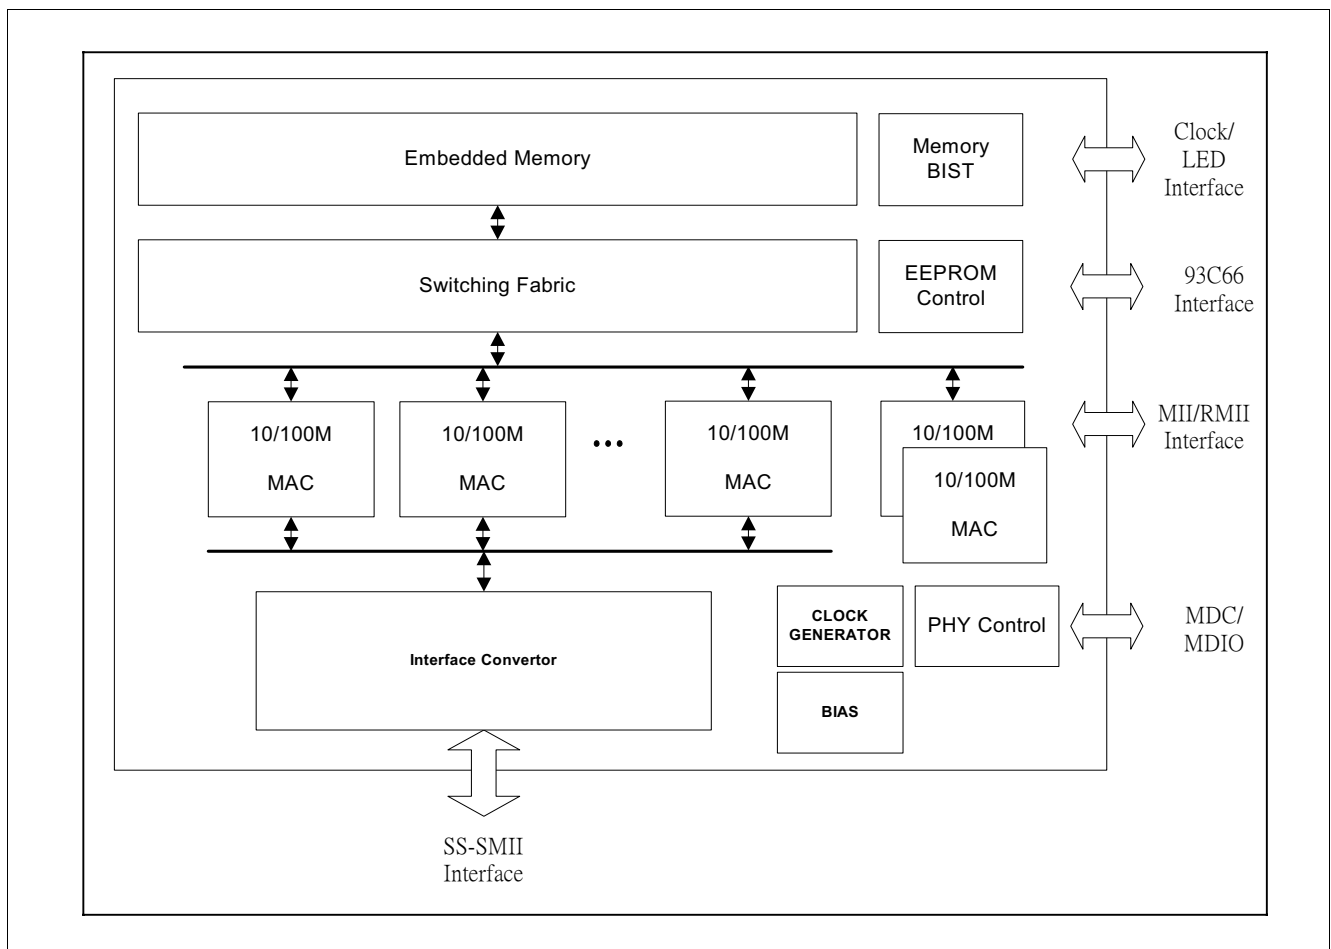 Embedded Memory
Memory
BIST
Clock/
LED
Interface
Switching Fabric
EEPROM
Control
93C66
Interface
10/100M
MAC
10/100M
MAC
...
10/100M
MAC
10/100M
10/100M
MAC
MII/RMII
Interface
Interface Convertor
CLOCK
GENERATOR
PHY Control
MDC/
MDIO
BIAS
SS-SMII
Interface